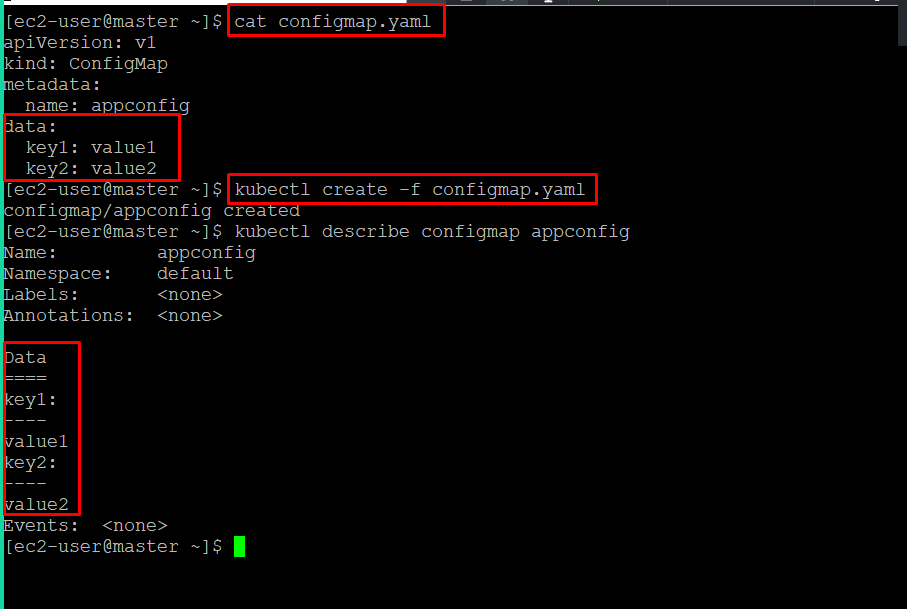 [ec2-user@master ~]$ cat configmap.yaml
apiVersion: v1
kind: ConfigMap
metadata:
  name: appconfig
data:
  key1: value1
  key2: value2
[ec2-user@master ~]$ kubectl create -f configmap.yaml
configmap/appconfig created
[ec2-user@master ~]$ kubectl describe configmap appconfig
Name:         appconfig
Namespace:    default
Labels:       <none>
Annotations:  <none>

Data
====
key1:
----
value1
key2:
----
value2
Events:  <none>
[ec2-user@master ~]$